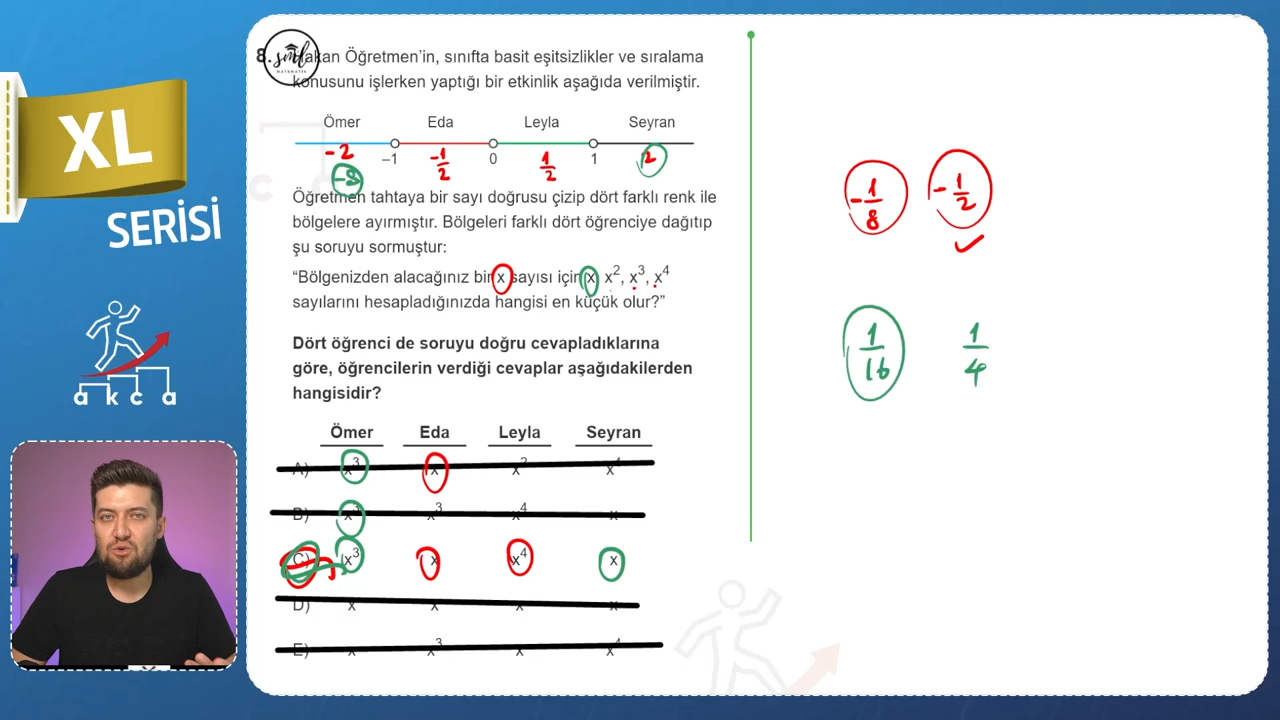 XL
SERİSİ
akca
8. Hakan Öğretmen’in, sınıfta basit eşitsizlikler ve sıralama
konusunu işlerken yaptığı bir etkinlik aşağıda verilmiştir.
MATEMATİK
Ömer Eda Leyla Seyran
–1 0 1
-2 -1/2 1/2 2
-8
Öğretmen tahtaya bir sayı doğrusu çizip dört farklı renk ile
bölgelere ayırmıştır. Bölgeleri farklı dört öğrenciye dağıtıp
şu soruyu sormuştur:
“Bölgenizden alacağınız bir x sayısı için x, x², x³, x⁴
sayılarını hesapladığınızda hangisi en küçük olur?”
Dört öğrenci de soruyu doğru cevapladıklarına
göre, öğrencilerin verdiği cevaplar aşağıdakilerden
hangisidir?
Ömer Eda Leyla Seyran
A) x³ x x² x⁴
B) x³ x³ x⁴ x
C) x³ x x⁴ x
D) x x x x
E) x x³ x x⁴
-1/8 -1/2
1/16 1/4